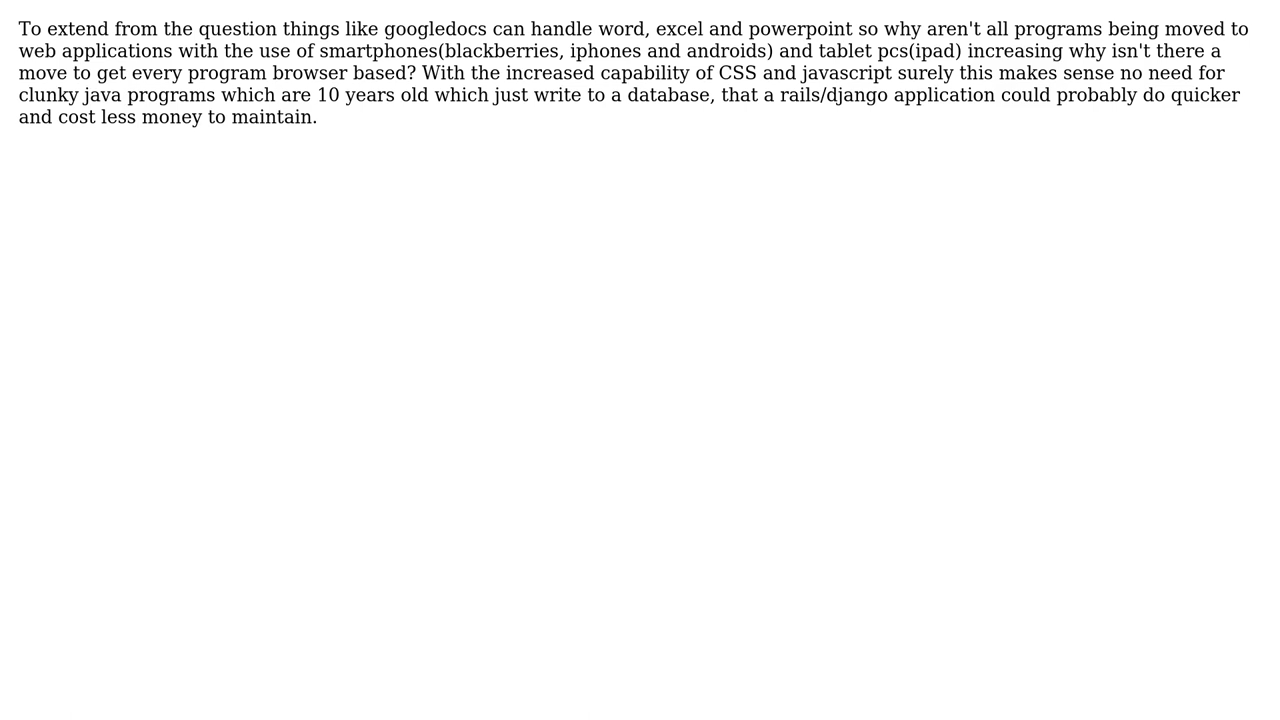 To extend from the question things like googledocs can handle word, excel and powerpoint so why aren't all programs being moved to
web applications with the use of smartphones(blackberries, iphones and androids) and tablet pcs(ipad) increasing why isn't there a
move to get every program browser based? With the increased capability of CSS and javascript surely this makes sense no need for
clunky java programs which are 10 years old which just write to a database, that a rails/django application could probably do quicker
and cost less money to maintain.